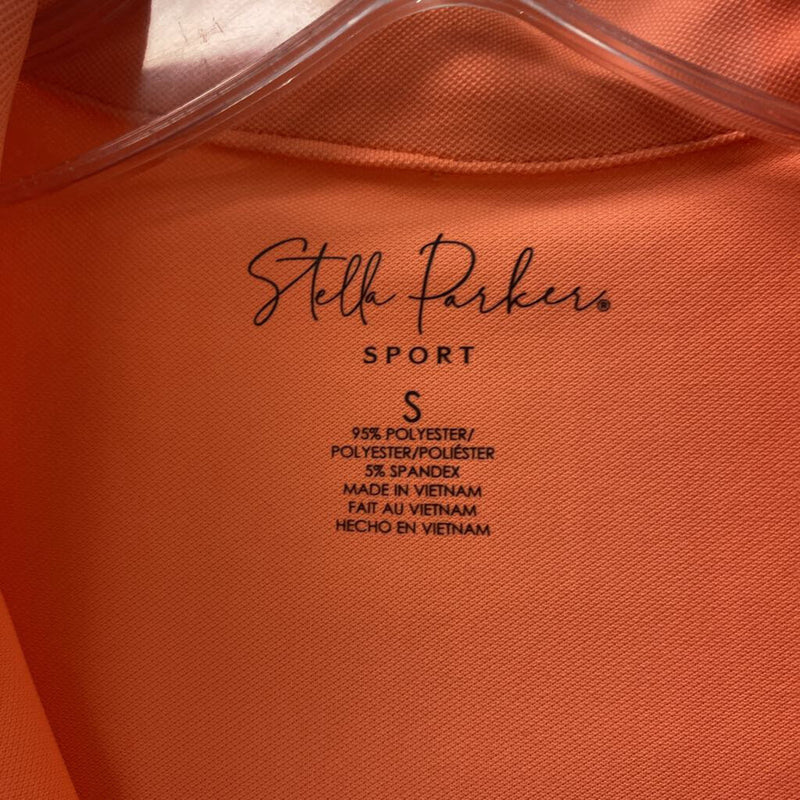 Stella Parker®
SPORT
S
95% POLYESTER/
POLYESTER/POLIÉSTER
5% SPANDEX
MADE IN VIETNAM
FAIT AU VIETNAM
HECHO EN VIETNAM